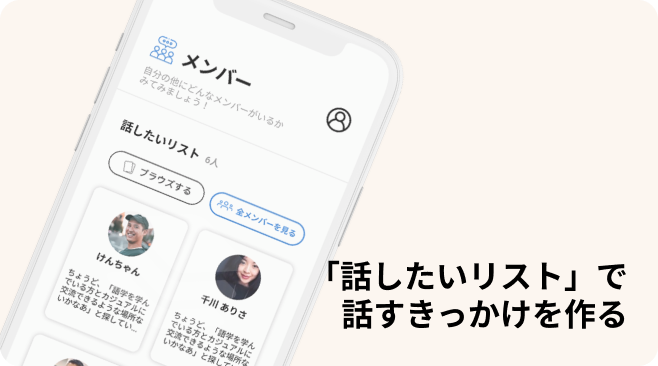 メンバー
自分の他にどんなメンバーがいるか
みてみましょう！
話したいリスト 6人
ブラウズする
全メンバーを見る
けんちゃん
ちょうど、「語学を学ん
でいる方とカジュアルに
交流できるような場所な
いかなあ」と探してい...
千川 ありさ
ちょうど、「語学を学ん
でいる方とカジュアルに
交流できるような場所な
いかなあ」と探してい
「話したいリスト」で
話すきっかけを作る